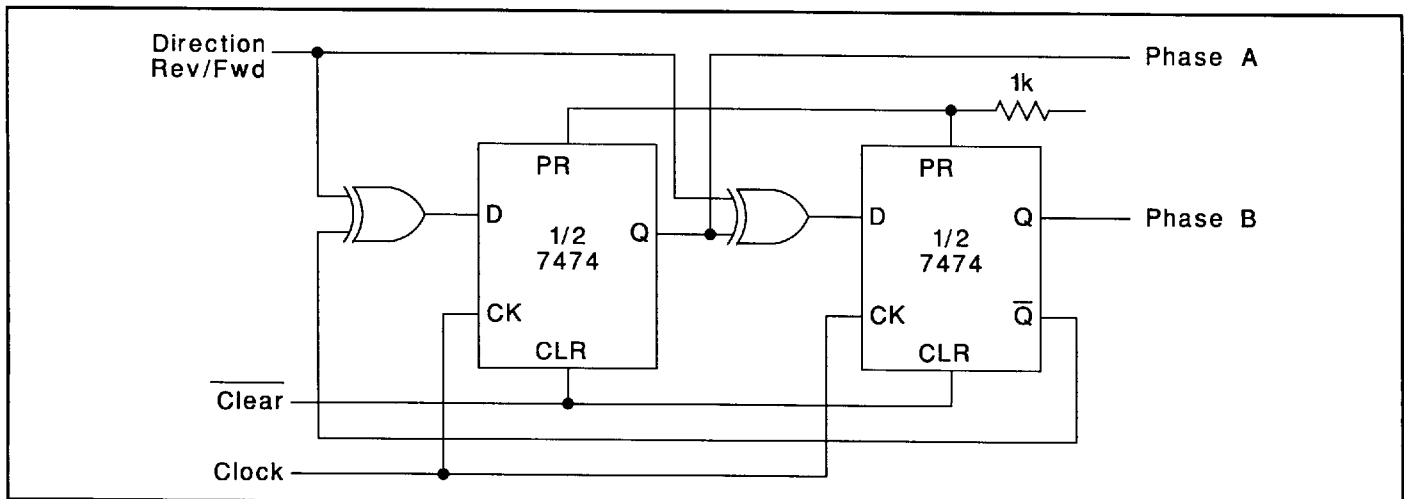 Direction
Rev/Fwd
Phase A
1k
PR
PR
D
Q
1/2
7474
CK
CLR
D
Q
1/2
7474
Phase B
CK
Q̅
CLR
C̅l̅e̅a̅r̅
Clock